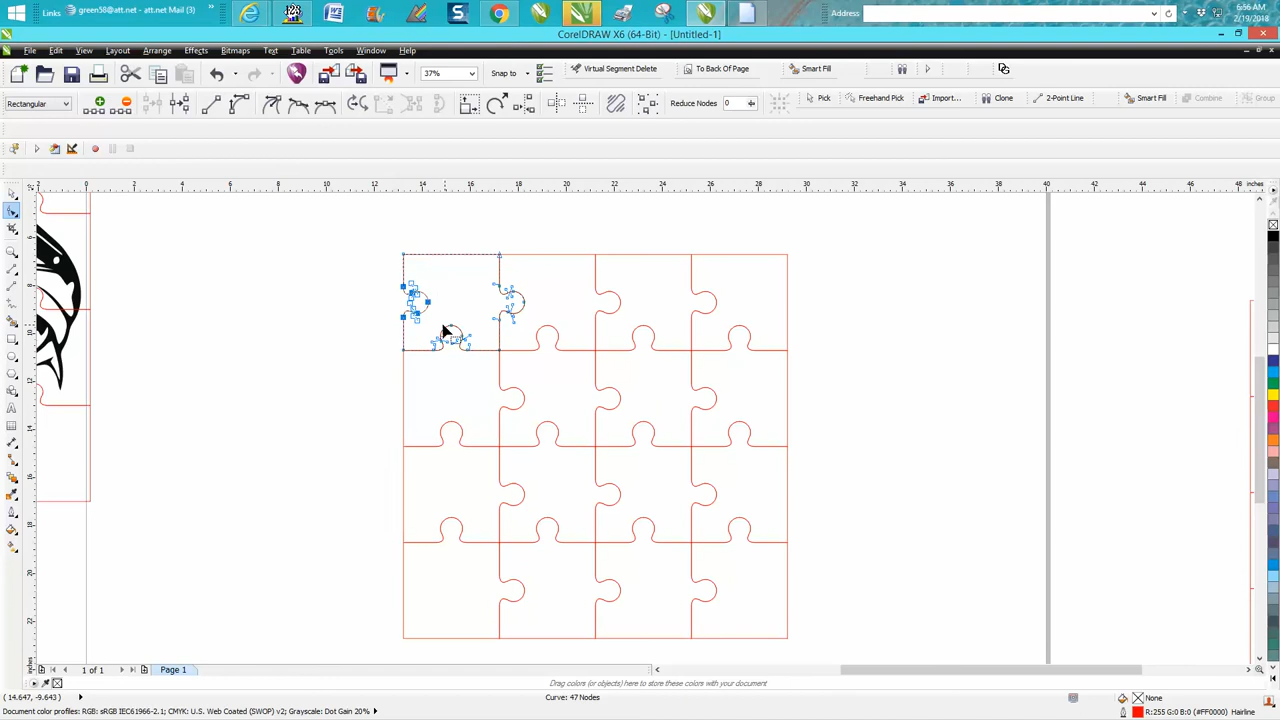 Links
green58@att.net - att.net Mail (3)
Address
6:56 AM
2/19/2018
CorelDRAW X6 (64-Bit) - [Untitled-1]
File Edit View Layout Arrange Effects Bitmaps Text Table Tools Window Help
37% Snap to Virtual Segment Delete To Back Of Page Smart Fill
Rectangular Reduce Nodes 0 Pick Freehand Pick Import... Clone 2-Point Line Smart Fill Combine Group
2 0 2 4 6 8 10 12 14 16 18 20 22 24 26 28 30 32 34 36 38 40 42 44 46 48 inches
1 of 1 Page 1
Drag colors (or objects) here to store these colors with your document
(14.647, -9.643) Curve: 47 Nodes None
Document color profiles: RGB: sRGB IEC61966-2.1; CMYK: U.S. Web Coated (SWOP) v2; Grayscale: Dot Gain 20% R:255 G:0 B:0 (#FF0000) Hairline